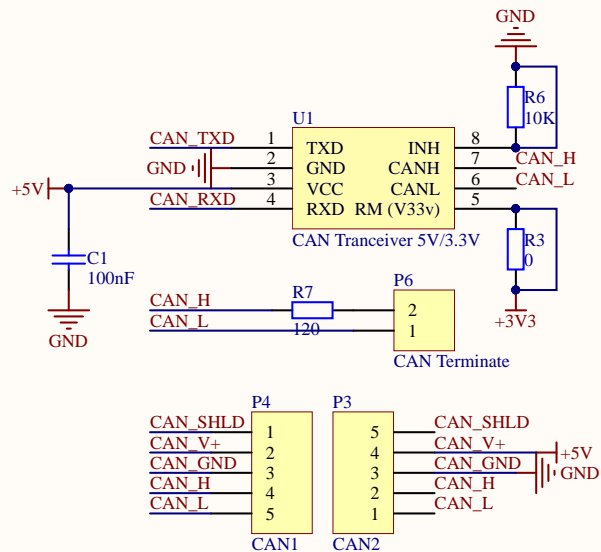 GND
R6
10K
U1
CAN_TXD 1 TXD INH 8
GND 2 GND CANH 7 CAN_H
+5V 3 VCC CANL 6 CAN_L
CAN_RXD 4 RXD RM (V33v) 5
CAN Tranceiver 5V/3.3V
R3
0
C1
100nF
GND
+3V3
R7
120
P6
CAN_H 2
CAN_L 1
CAN Terminate
P4
CAN_SHLD 1
CAN_V+ 2
CAN_GND 3
CAN_H 4
CAN_L 5
CAN1
P3
5 CAN_SHLD
4 CAN_V+ +5V
3 CAN_GND GND
2 CAN_H
1 CAN_L
CAN2